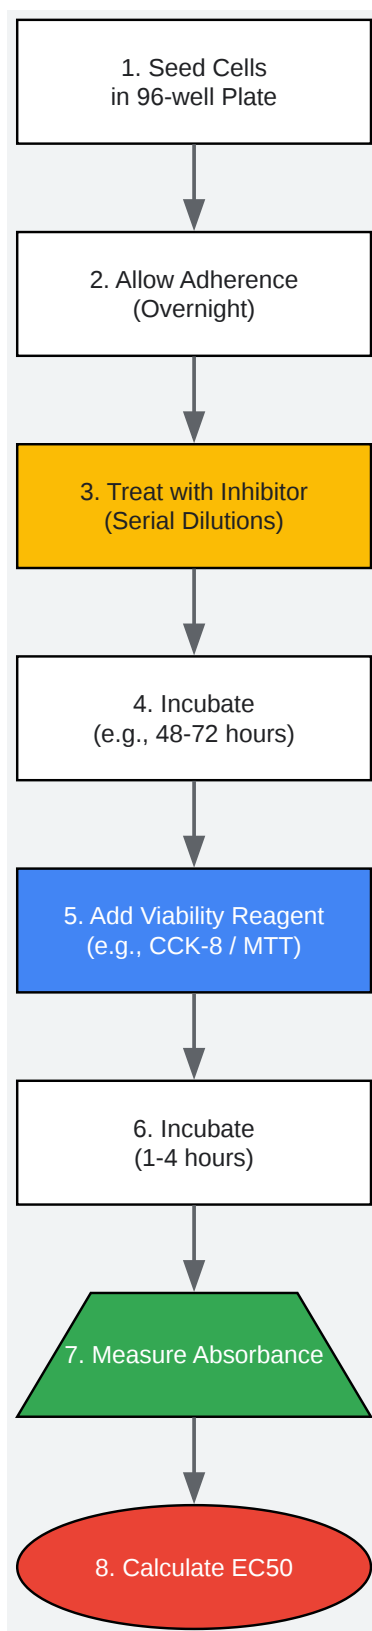 1. Seed Cells
in 96-well Plate
2. Allow Adherence
(Overnight)
3. Treat with Inhibitor
(Serial Dilutions)
4. Incubate
(e.g., 48-72 hours)
5. Add Viability Reagent
(e.g., CCK-8 / MTT)
6. Incubate
(1-4 hours)
7. Measure Absorbance
8. Calculate EC50